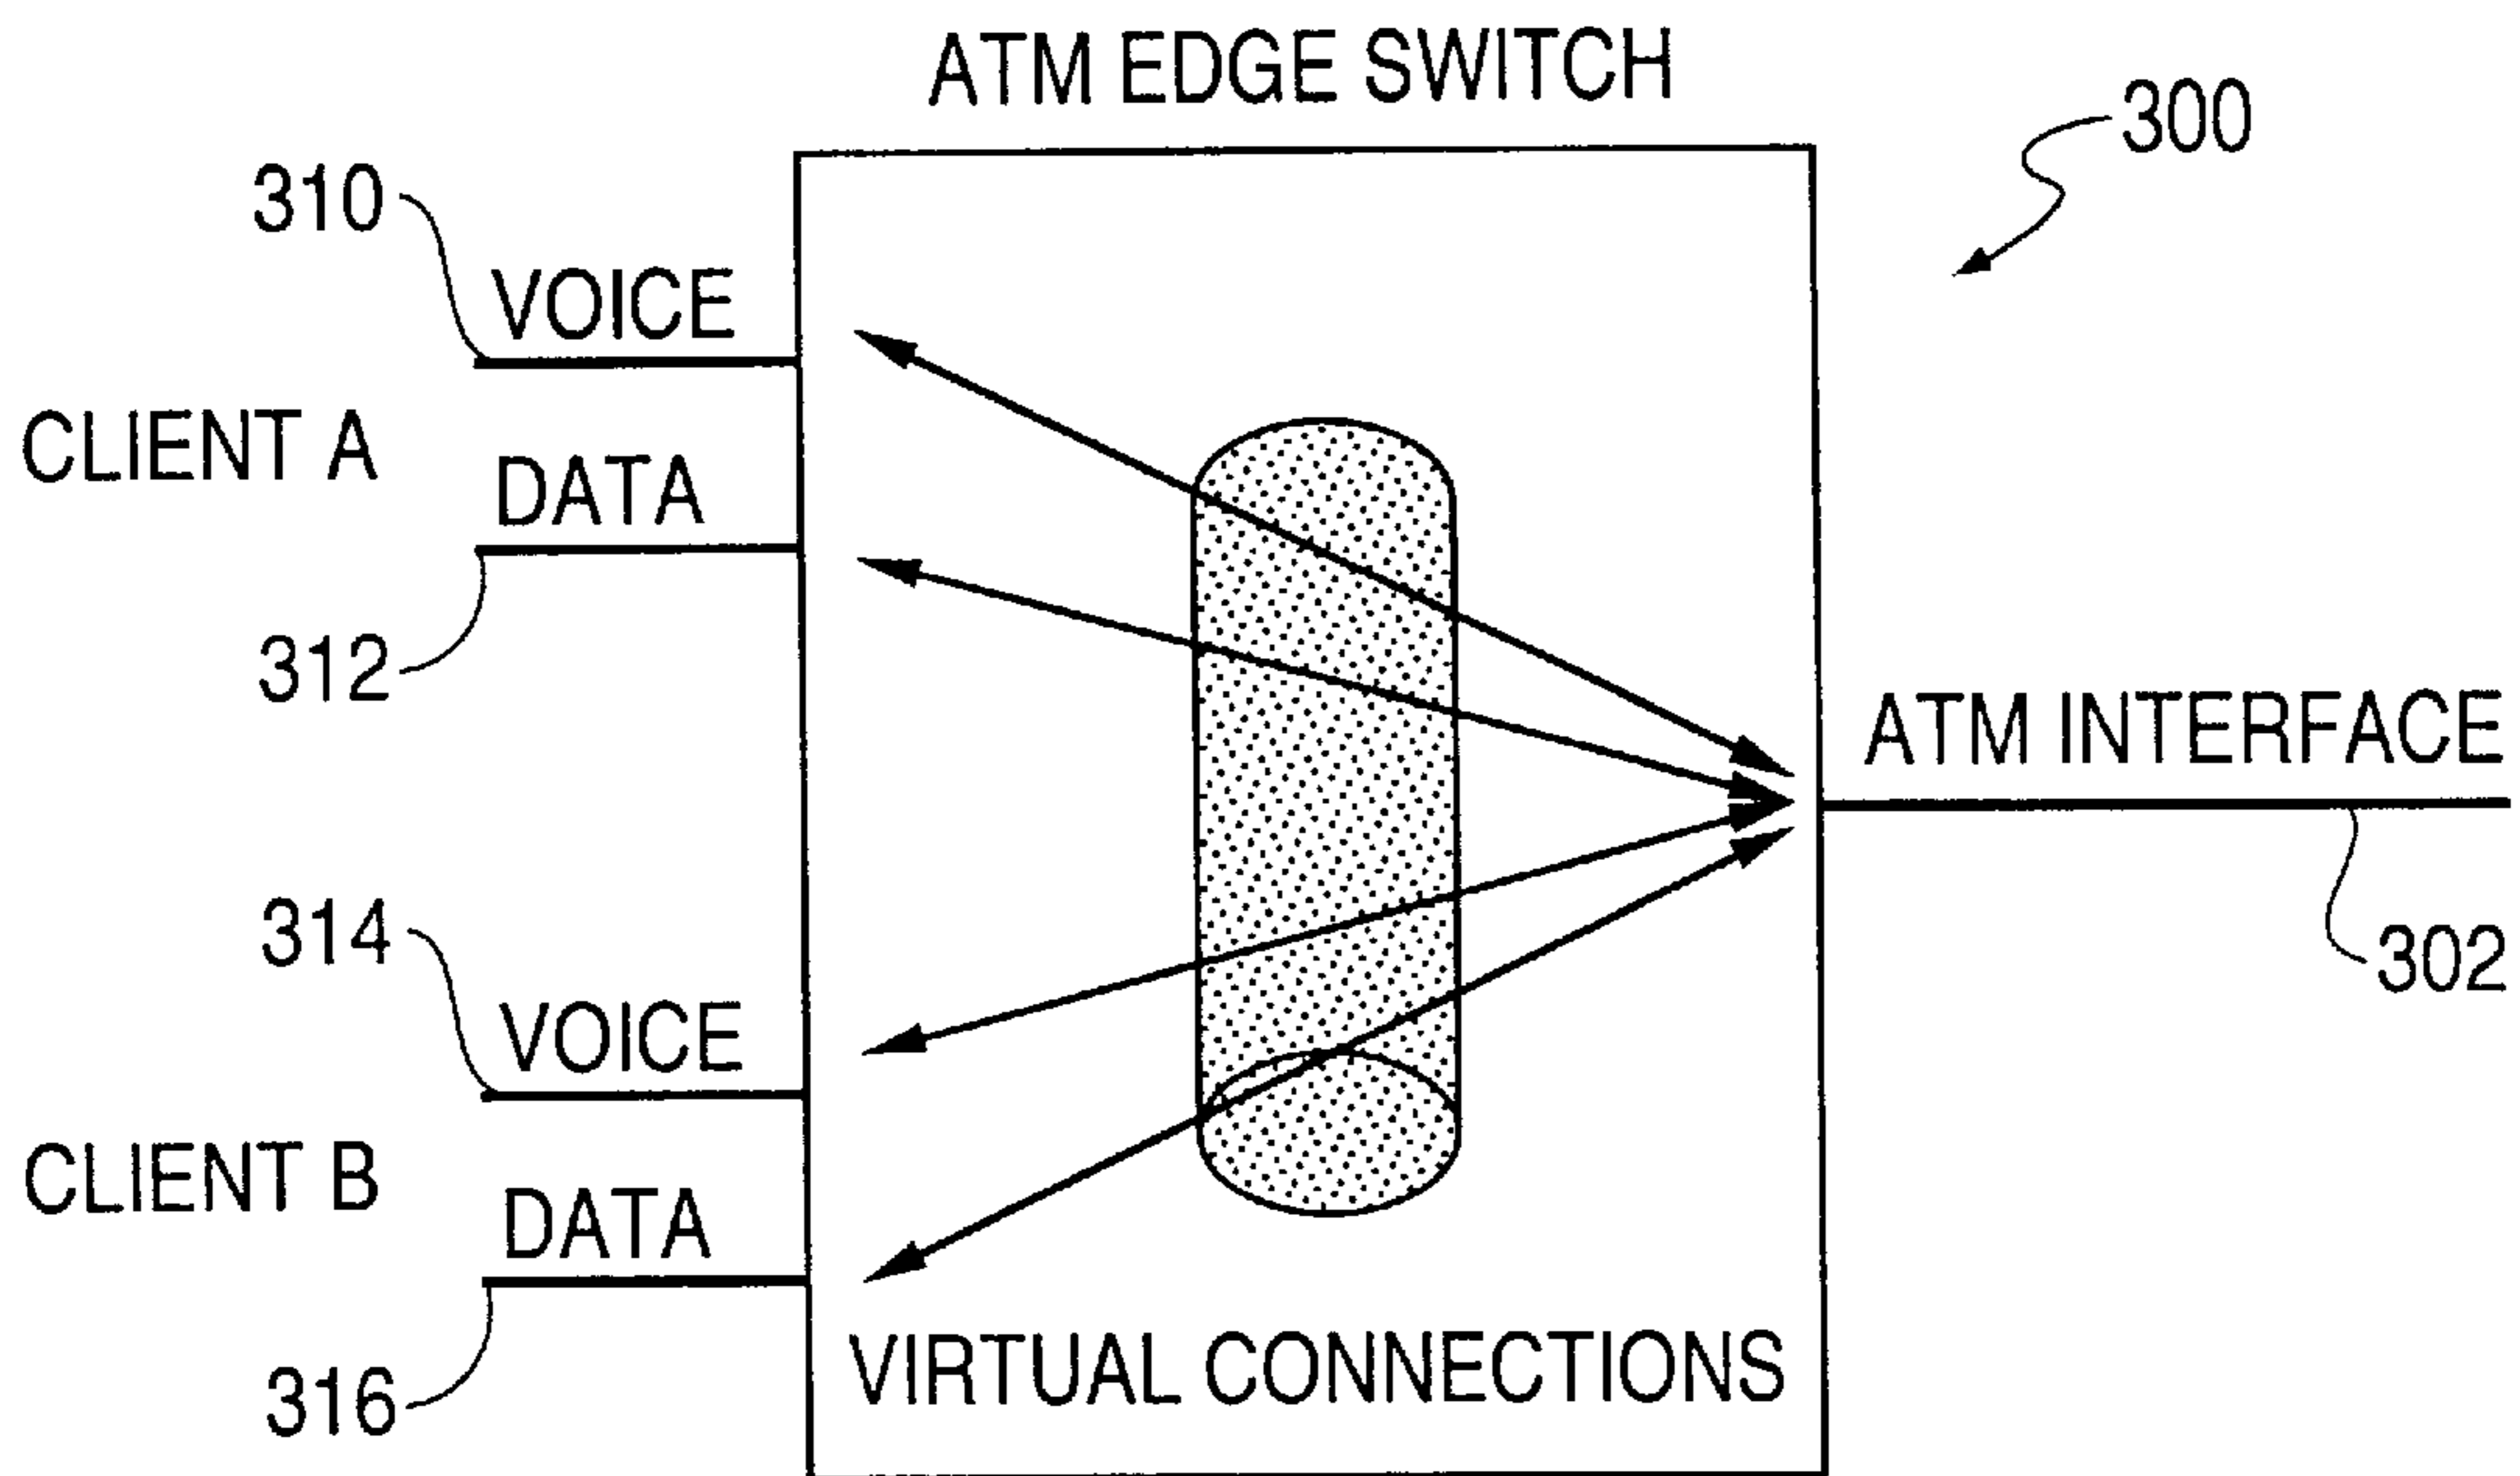 ATM EDGE SWITCH
300
310
VOICE
CLIENT A
DATA
312
ATM INTERFACE
302
314
VOICE
CLIENT B
DATA
316
VIRTUAL CONNECTIONS